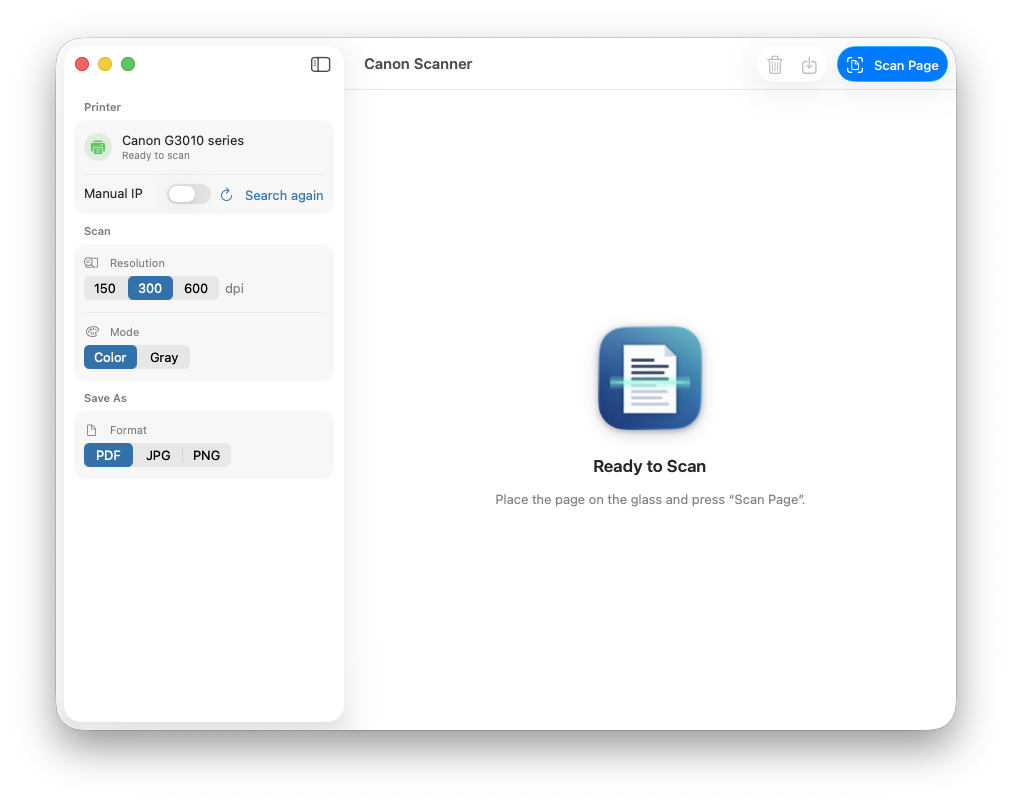 Canon Scanner
Scan Page
Printer
Canon G3010 series
Ready to scan
Manual IP
Search again
Scan
Resolution
150 300 600 dpi
Mode
Color Gray
Save As
Format
PDF JPG PNG
Ready to Scan
Place the page on the glass and press “Scan Page”.